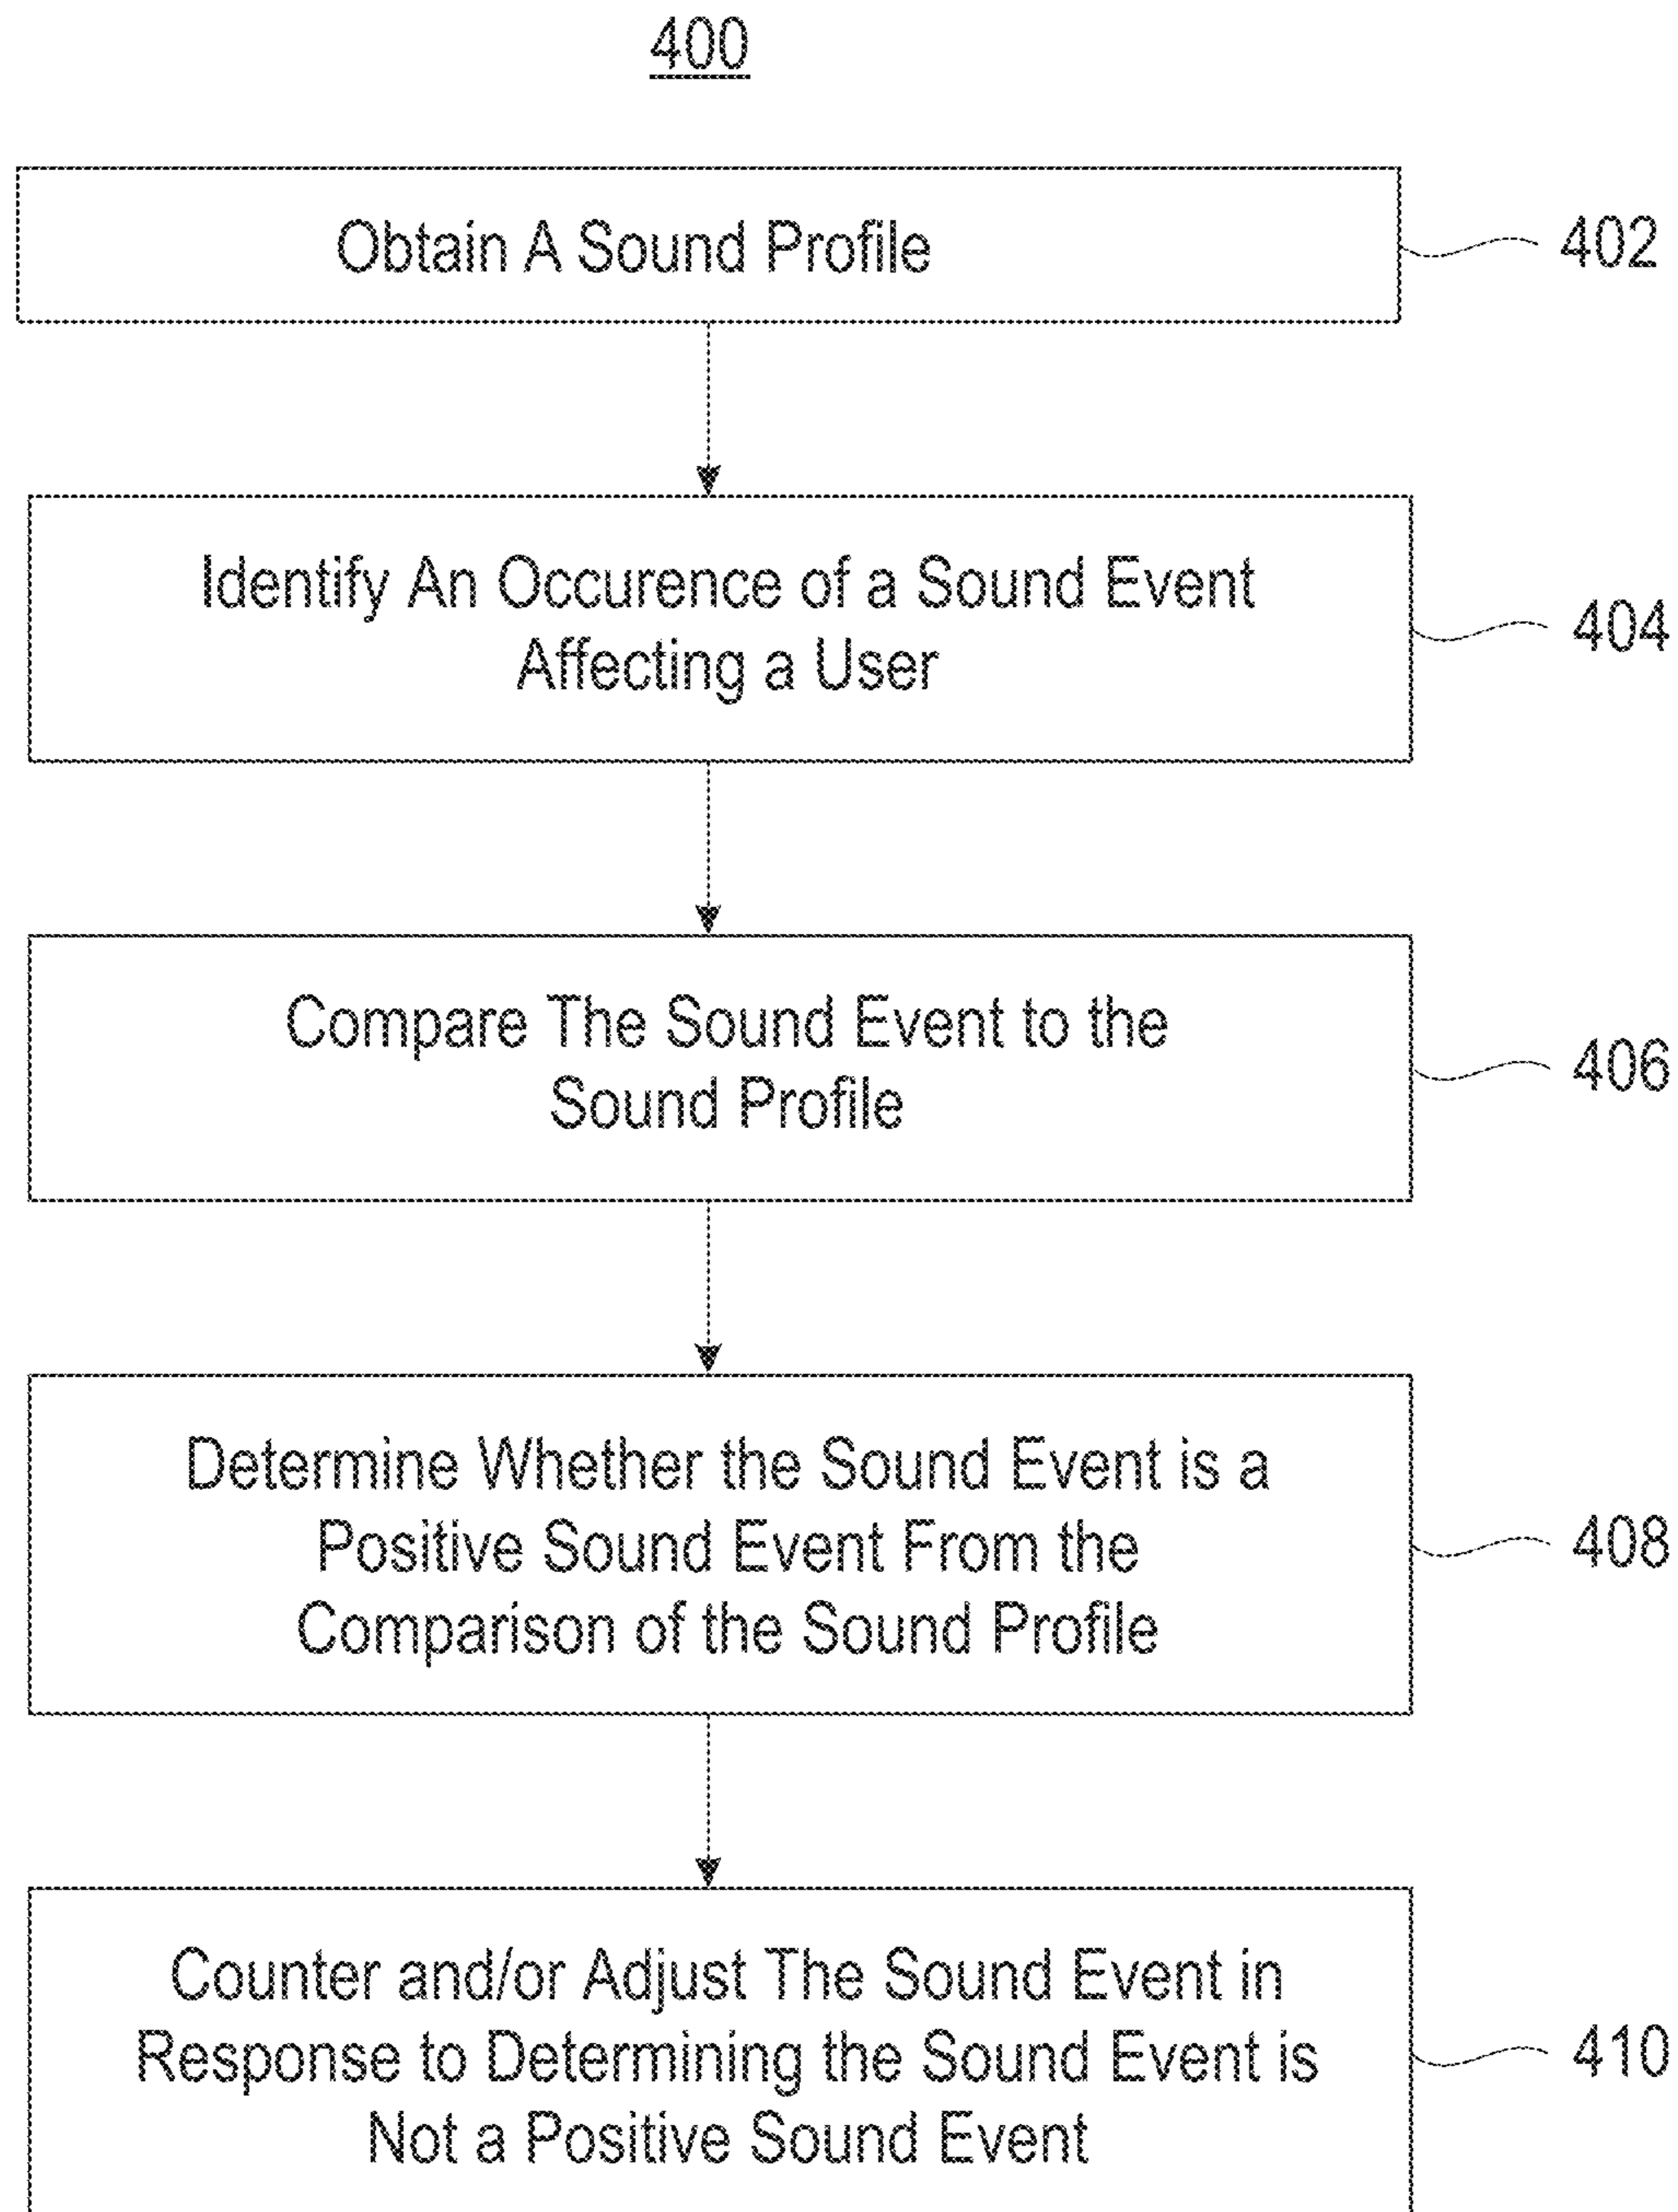 400
Obtain A Sound Profile
402
Identify An Occurence of a Sound Event
Affecting a User
404
Compare The Sound Event to the
Sound Profile
406
Determine Whether the Sound Event is a
Positive Sound Event From the
Comparison of the Sound Profile
408
Counter and/or Adjust The Sound Event in
Response to Determining the Sound Event is
Not a Positive Sound Event
410